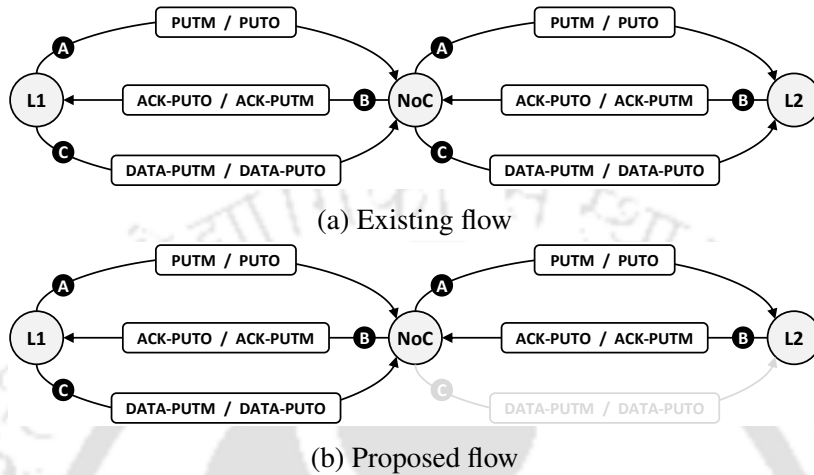 A PUTM / PUTO A PUTM / PUTO
L1 ACK-PUTO / ACK-PUTM B NoC ACK-PUTO / ACK-PUTM B L2
C DATA-PUTM / DATA-PUTO C DATA-PUTM / DATA-PUTO
(a) Existing flow
A PUTM / PUTO A PUTM / PUTO
L1 ACK-PUTO / ACK-PUTM B NoC ACK-PUTO / ACK-PUTM B L2
C DATA-PUTM / DATA-PUTO C DATA-PUTM / DATA-PUTO
(b) Proposed flow